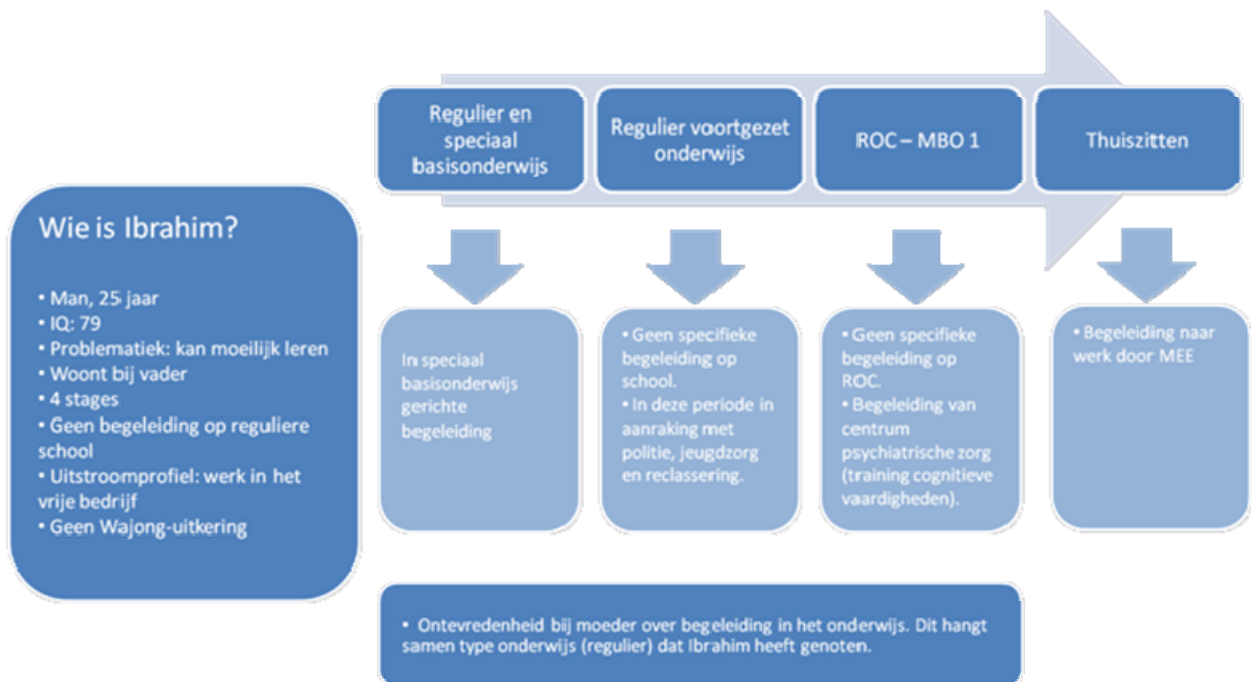 Regulier en
speciaal
basisonderwijs
Regulier voortgezet
onderwijs
ROC – MBO 1
Thuiszitten
Wie is Ibrahim?
• Man, 25 jaar
• IQ: 79
• Problematiek: kan moeilijk leren
• Woont bij vader
• 4 stages
• Geen begeleiding op reguliere
school
• Uitstroomprofiel: werk in het
vrije bedrijf
• Geen Wajong-uitkering
In speciaal
basisonderwijs
gerichte
begeleiding
• Geen specifieke
begeleiding op
school.
• In deze periode in
aanraking met
politie, jeugdzorg
en reclassering.
• Geen specifieke
begeleiding op
ROC.
• Begeleiding van
centrum
psychiatrische zorg
(training cognitieve
vaardigheden).
• Begeleiding naar
werk door MEE
• Ontevredenheid bij moeder over begeleiding in het onderwijs. Dit hangt
samen type onderwijs (regulier) dat Ibrahim heeft genoten.